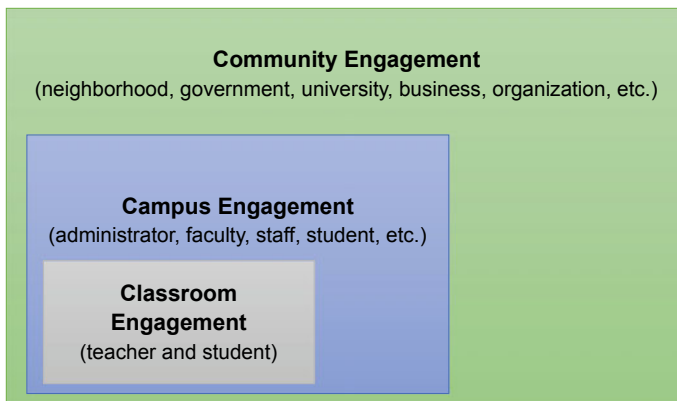 Community Engagement
(neighborhood, government, university, business, organization, etc.)
Campus Engagement
(administrator, faculty, staff, student, etc.)
Classroom
Engagement
(teacher and student)